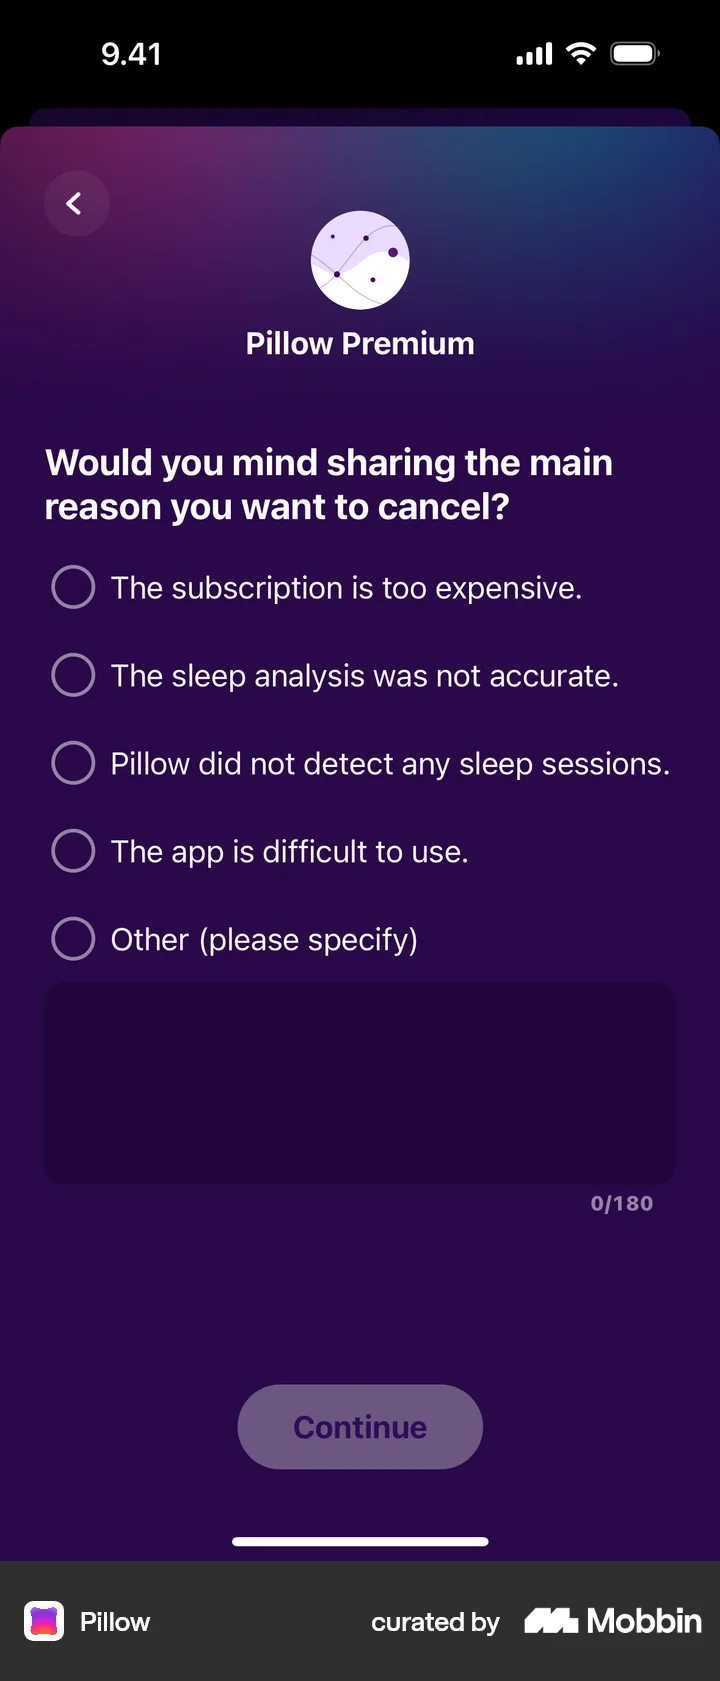 9.41
Pillow Premium
Would you mind sharing the main
reason you want to cancel?
The subscription is too expensive.
The sleep analysis was not accurate.
Pillow did not detect any sleep sessions.
The app is difficult to use.
Other (please specify)
0/180
Continue
Pillow
curated by Mobbin